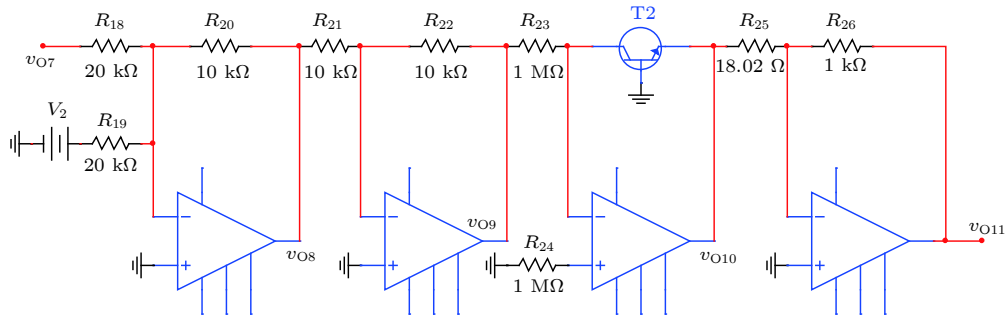 T2
R18 R20 R21 R22 R23 R25 R26
vO7 20 kΩ 10 kΩ 10 kΩ 10 kΩ 1 MΩ 18.02 Ω 1 kΩ
V2 R19
20 kΩ
− − − −
vO9 vO11
R24
vO8 vO10
+ + + +
1 MΩ